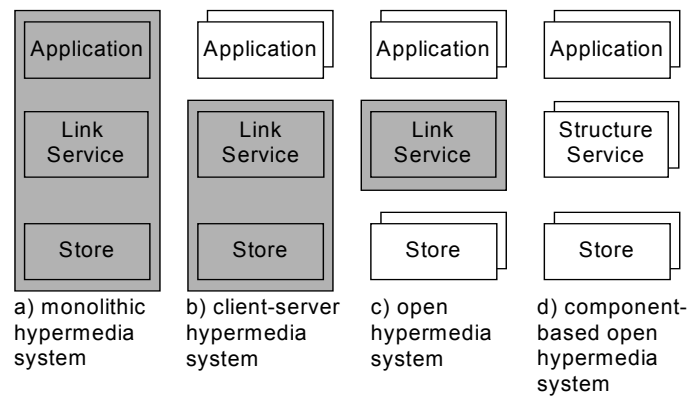 Application
Link
Service
Store
a) monolithic
hypermedia
system
Application
Link
Service
Store
b) client-server
hypermedia
system
Application
Link
Service
Store
c) open
hypermedia
system
Application
Structure
Service
Store
d) component-
based open
hypermedia
system